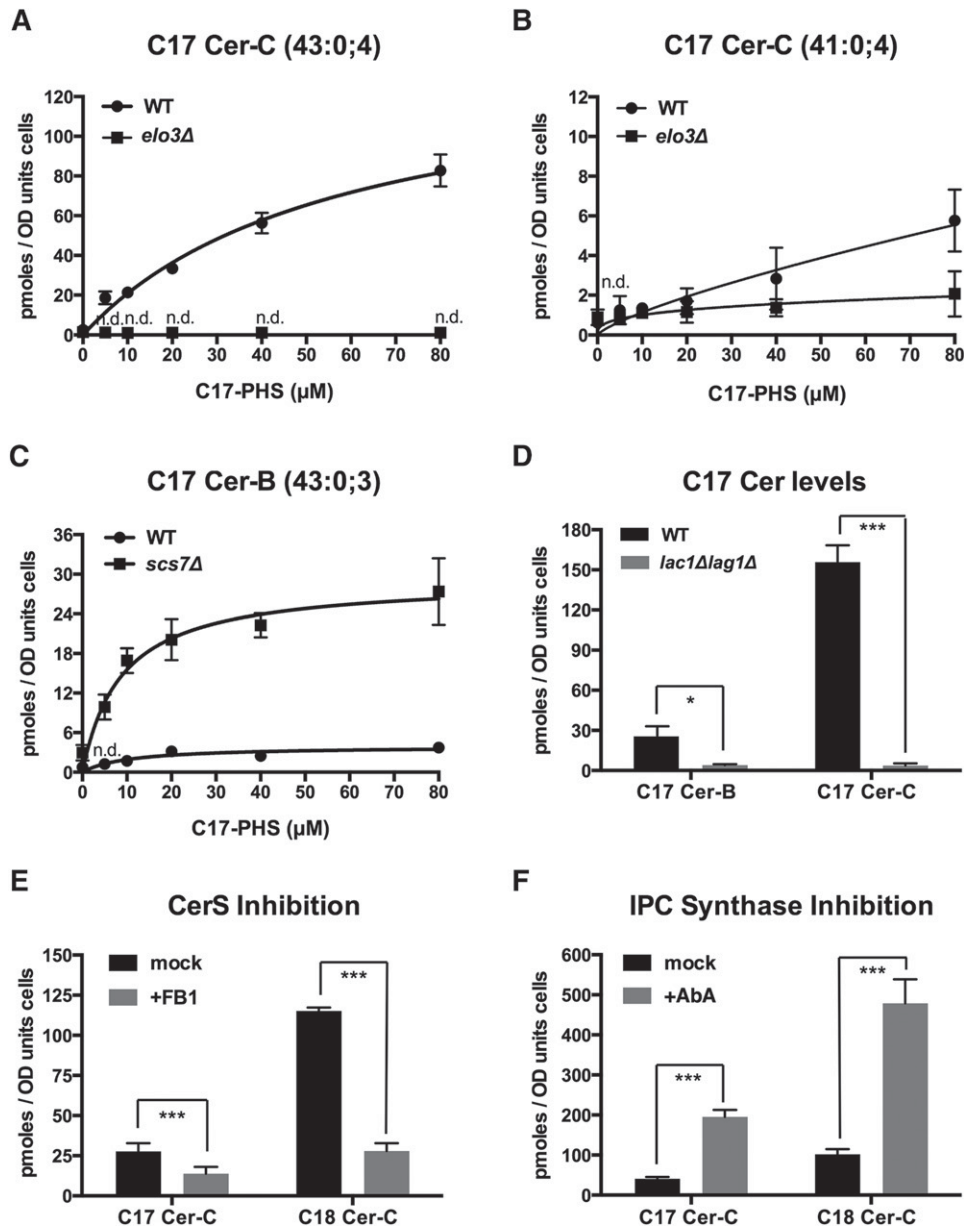 A
C17 Cer-C (43:0;4)
pmoles / OD units cells
120
100
80
60
40
20
0
WT
elo3Δ
n.d. n.d. n.d. n.d. n.d.
0 10 20 30 40 50 60 70 80
C17-PHS (µM)
B
C17 Cer-C (41:0;4)
pmoles / OD units cells
12
10
8
6
4
2
0
WT
elo3Δ
n.d.
0 10 20 30 40 50 60 70 80
C17-PHS (µM)
C
C17 Cer-B (43:0;3)
pmoles / OD units cells
36
30
24
18
12
6
0
WT
scs7Δ
n.d.
0 10 20 30 40 50 60 70 80
C17-PHS (µM)
D
C17 Cer levels
pmoles / OD units cells
180
150
120
90
60
30
0
WT
lac1Δlag1Δ
*
***
C17 Cer-B C17 Cer-C
E
CerS Inhibition
pmoles / OD units cells
150
125
100
75
50
25
0
mock
+FB1
***
***
C17 Cer-C C18 Cer-C
F
IPC Synthase Inhibition
pmoles / OD units cells
600
500
400
300
200
100
0
mock
+AbA
***
***
C17 Cer-C C18 Cer-C